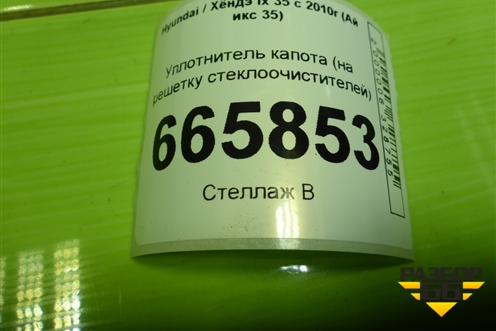 Hyundai / Хёндэ Ix 35 с 2010г (Ай
икс 35)
Уплотнитель капота (на
решетку стеклоочистителей)
665853
Стеллаж В
РАЗБОР
66